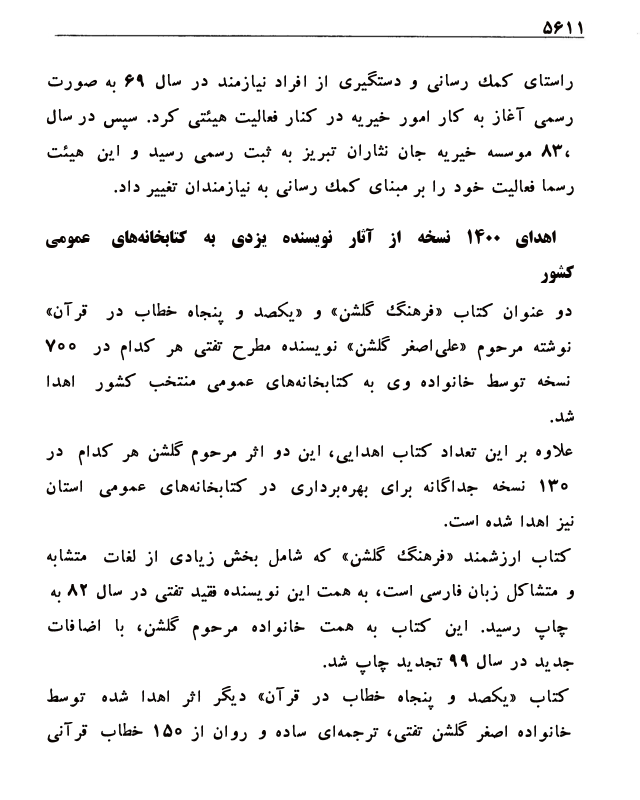 ۵۶۱۱
راستای کمك رسانی و دستگیری از افراد نیازمند در سال ۶۹ به صورت
رسمی آغاز به کار امور خیریه در کنار فعالیت هیئتی کرد. سپس در سال
۸۳، موسسه خیریه جان نثاران تبریز به ثبت رسمی رسید و این هیئت
رسما فعالیت خود را بر مبنای کمك رسانی به نیازمندان تغییر داد.
اهدای ۱۴۰۰ نسخه از آثار نویسنده یزدی به کتابخانه‌های عمومی
کشور
دو عنوان کتاب «فرهنگ گلشن» و «یکصد و پنجاه خطاب در قرآن»
نوشته مرحوم «علی‌اصغر گلشن» نویسنده مطرح تفتی هر کدام در ۷۰۰
نسخه توسط خانواده وی به کتابخانه‌های عمومی منتخب کشور اهدا
شد.
علاوه بر این تعداد کتاب اهدایی، این دو اثر مرحوم گلشن هر کدام در
۱۳۰ نسخه جداگانه برای بهره‌برداری در کتابخانه‌های عمومی استان
نیز اهدا شده است.
کتاب ارزشمند «فرهنگ گلشن» که شامل بخش زیادی از لغات متشابه
و متشاکل زبان فارسی است، به همت این نویسنده فقید تفتی در سال ۸۲ به
چاپ رسید. این کتاب به همت خانواده مرحوم گلشن، با اضافات
جدید در سال ۹۹ تجدید چاپ شد.
کتاب «یکصد و پنجاه خطاب در قرآن» دیگر اثر اهدا شده توسط
خانواده اصغر گلشن تفتی، ترجمه‌ای ساده و روان از ۱۵۰ خطاب قرآنی